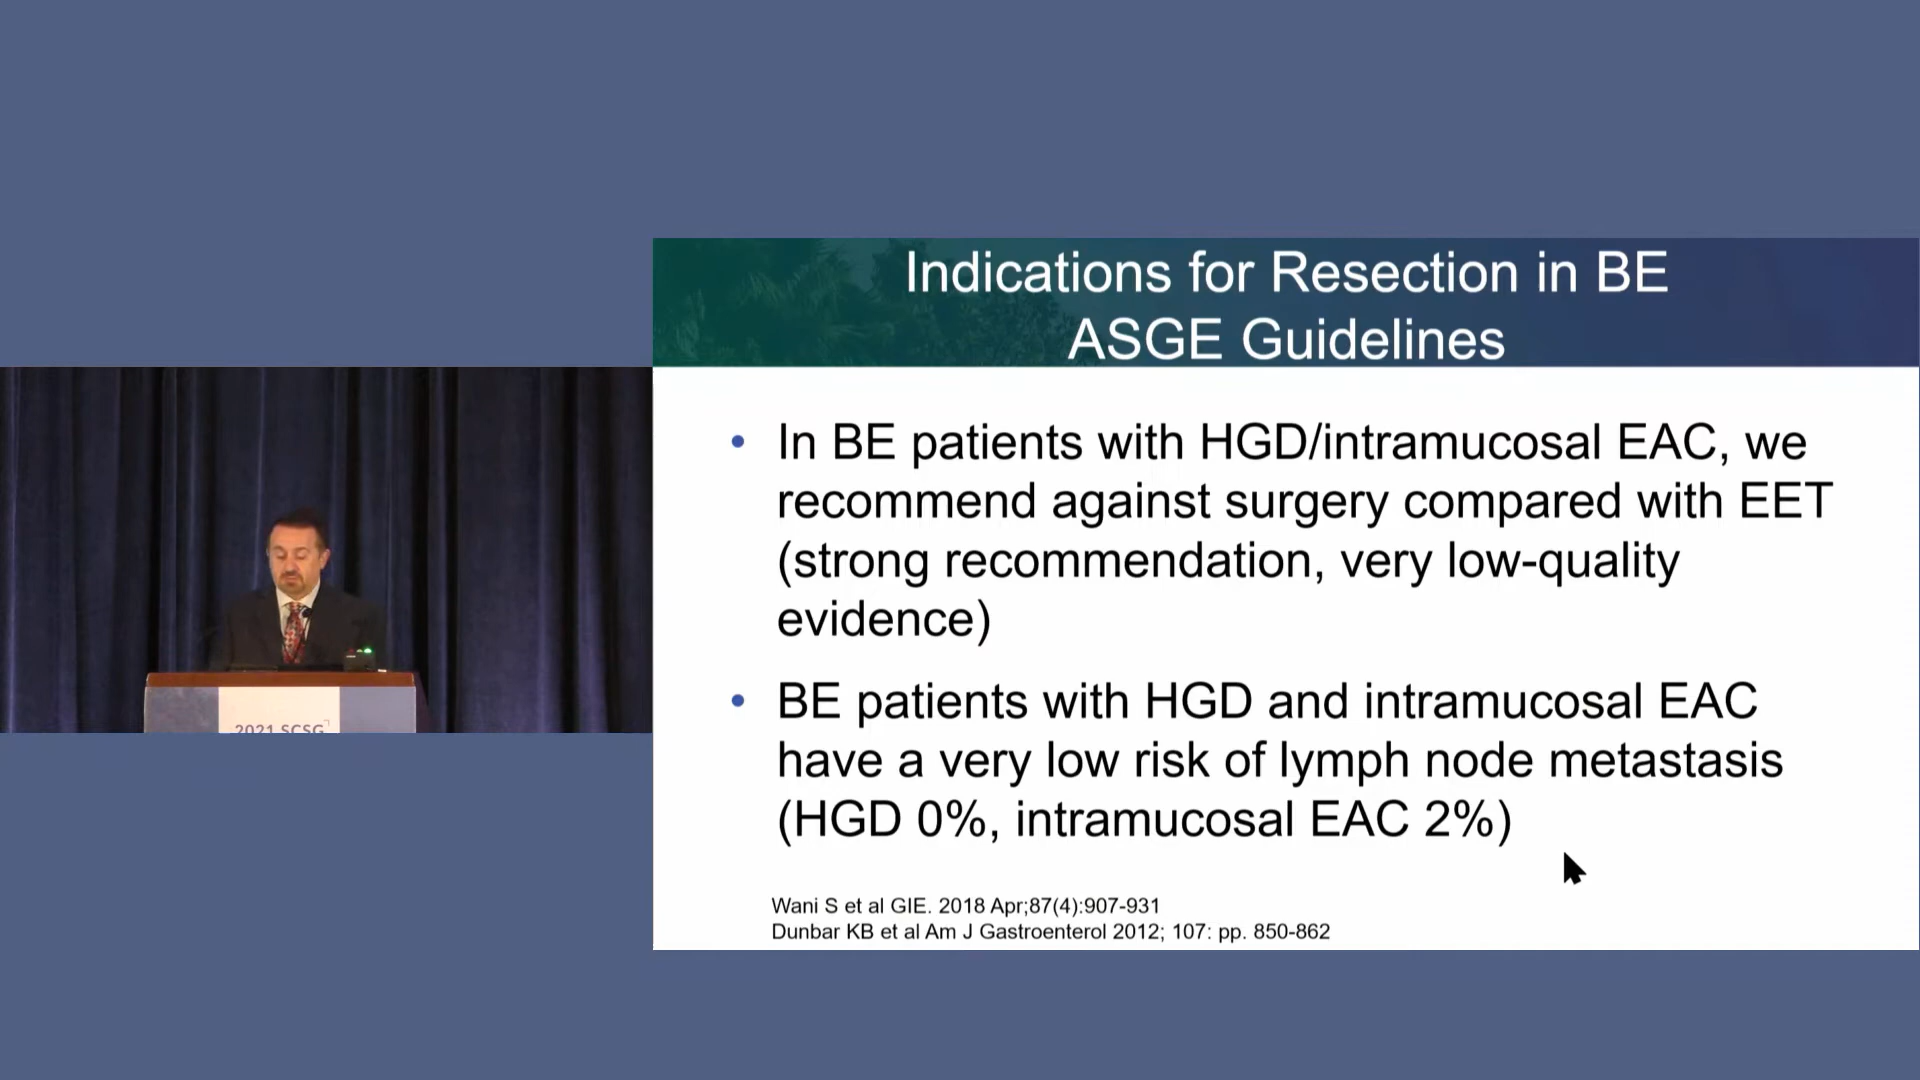 Indications for Resection in BE
ASGE Guidelines
• In BE patients with HGD/intramucosal EAC, we
recommend against surgery compared with EET
(strong recommendation, very low-quality
evidence)
• BE patients with HGD and intramucosal EAC
have a very low risk of lymph node metastasis
(HGD 0%, intramucosal EAC 2%)
Wani S et al GIE. 2018 Apr;87(4):907-931
Dunbar KB et al Am J Gastroenterol 2012; 107: pp. 850-862
2021 SCSG